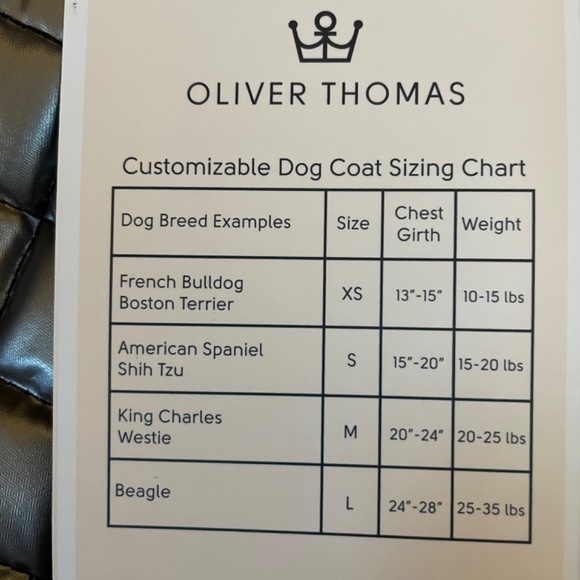 OLIVER THOMAS
Customizable Dog Coat Sizing Chart
Dog Breed Examples Size Chest Girth Weight
French Bulldog
Boston Terrier XS 13"-15" 10-15 lbs
American Spaniel
Shih Tzu S 15"-20" 15-20 lbs
King Charles
Westie M 20"-24" 20-25 lbs
Beagle L 24"-28" 25-35 lbs